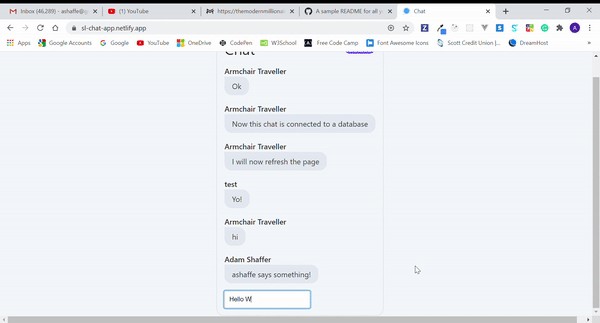 Inbox (46,289) - ashaffe@g
(1) YouTube
https://themodernmillion
A sample README for all y
Chat
sl-chat-app.netlify.app
Apps
Google Accounts
Google
YouTube
OneDrive
CodePen
W3School
Free Code Camp
Font Awesome Icons
Scott Credit Union |...
DreamHost
Chat
Armchair Traveller
Ok
Armchair Traveller
Now this chat is connected to a database
Armchair Traveller
I will now refresh the page
test
Yo!
Armchair Traveller
hi
Adam Shaffer
ashaffe says something!
Hello W